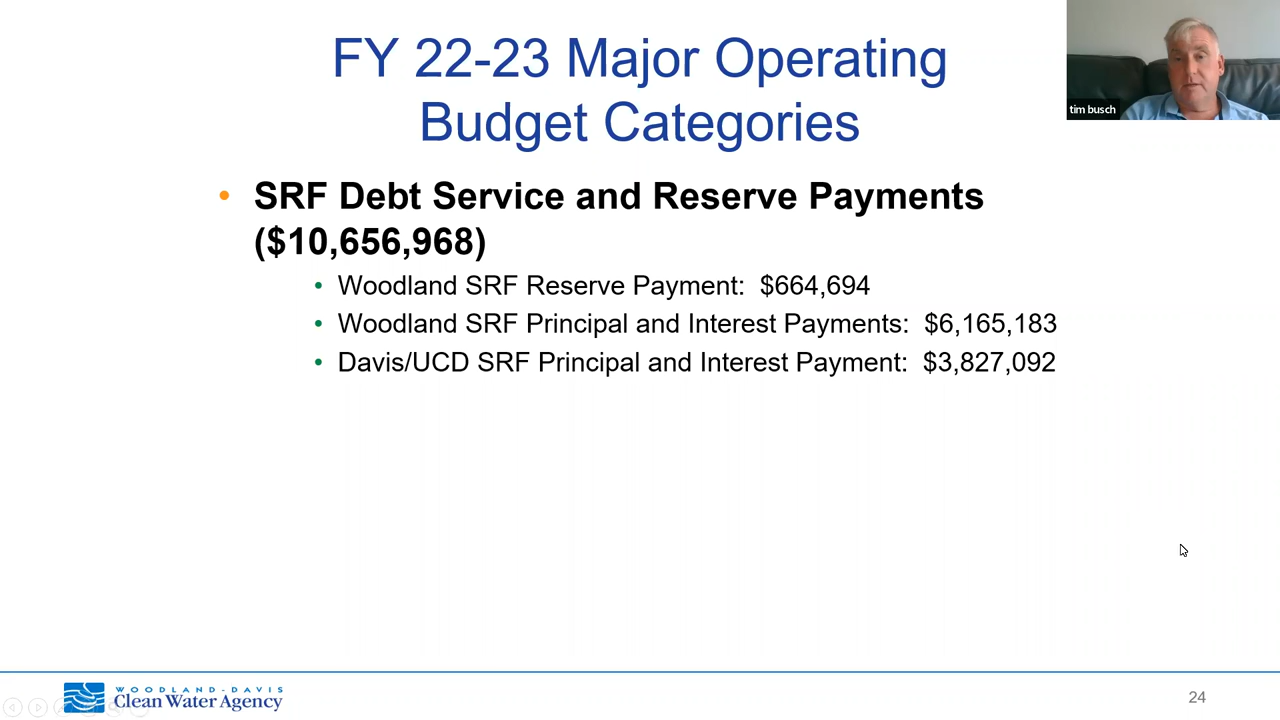 FY 22-23 Major Operating
Budget Categories
tim busch
• SRF Debt Service and Reserve Payments
($10,656,968)
• Woodland SRF Reserve Payment: $664,694
• Woodland SRF Principal and Interest Payments: $6,165,183
• Davis/UCD SRF Principal and Interest Payment: $3,827,092
WOODLAND-DAVIS
Clean Water Agency
24